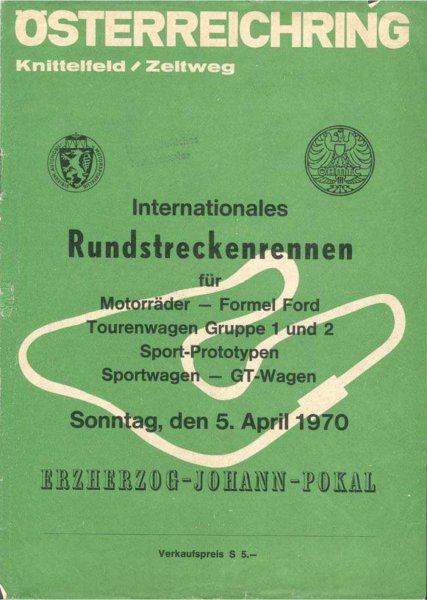 ÖSTERREICHRING
Knittelfeld / Zeltweg
ÖAMTC
Internationales
Rundstreckenrennen
für
Motorräder — Formel Ford
Tourenwagen Gruppe 1 und 2
Sport-Prototypen
Sportwagen — GT-Wagen
Sonntag, den 5. April 1970
ERZHERZOG-JOHANN-POKAL
Verkaufspreis S 5.—